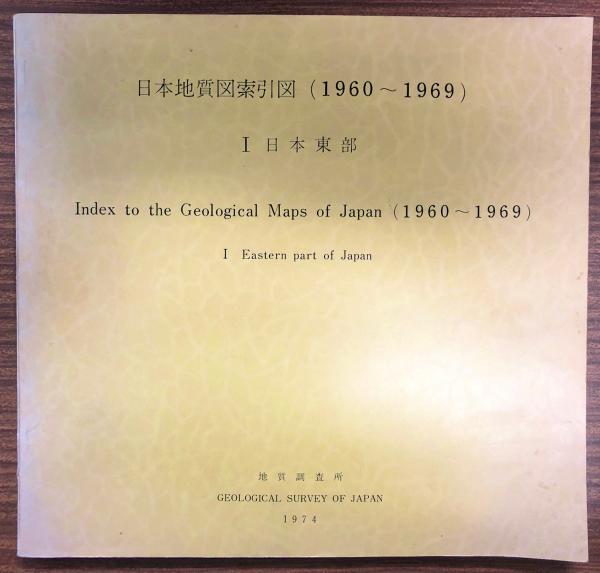 日本地質図索引図 (1960～1969)
I 日本東部
Index to the Geological Maps of Japan (1960～1969)
I Eastern part of Japan
地質調査所
GEOLOGICAL SURVEY OF JAPAN
1974